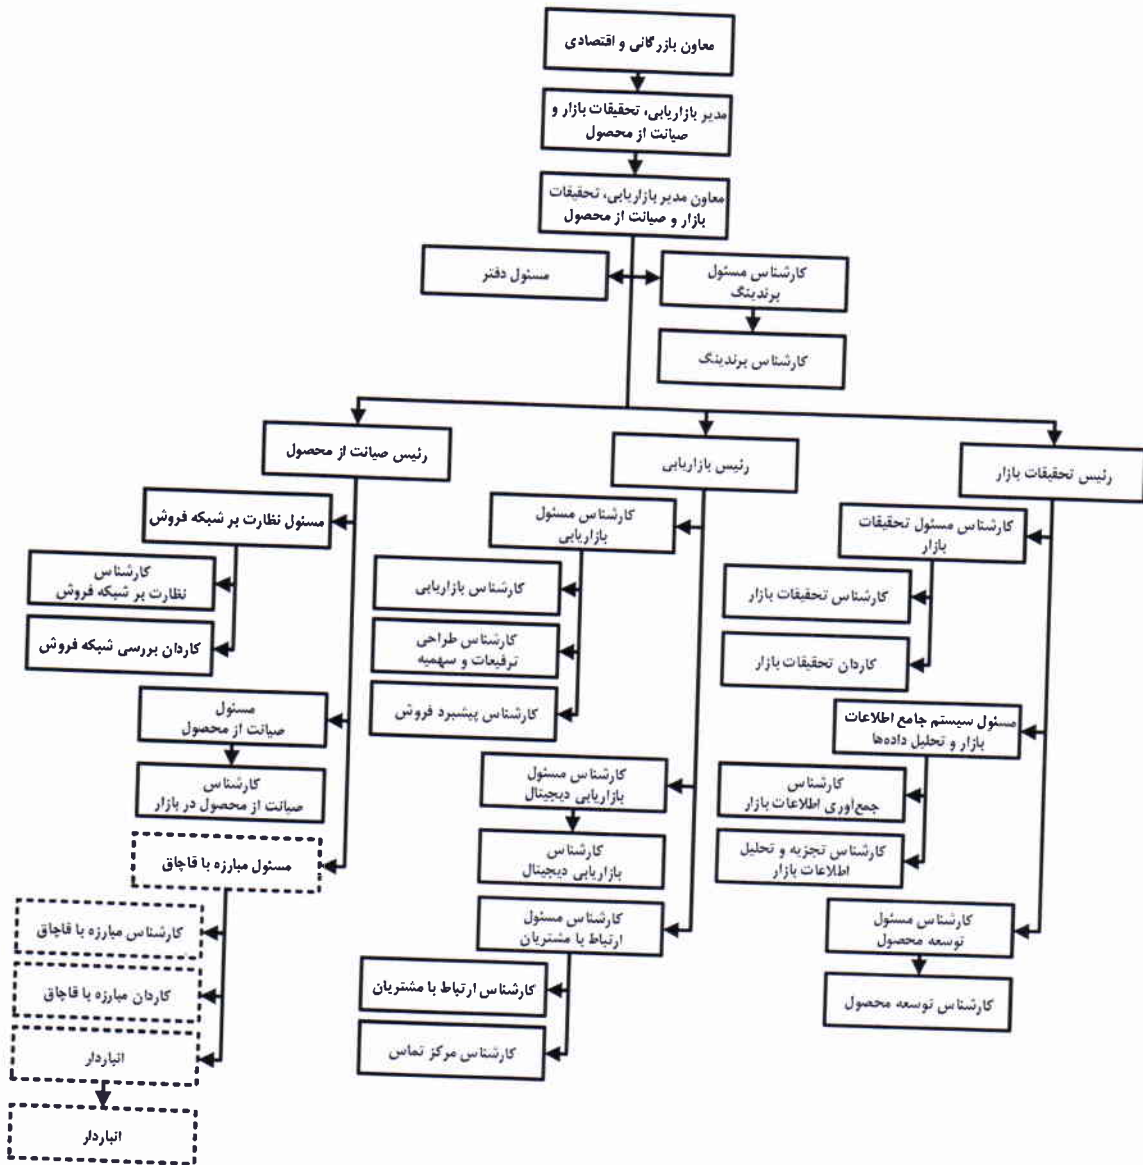 معاون بازرگانی و اقتصادی
مدیر بازاریابی، تحقیقات بازار و
صیانت از محصول
معاون مدیر بازاریابی، تحقیقات
بازار و صیانت از محصول
کارشناس مسئول
برندینگ
مسئول دفتر
کارشناس برندینگ
رئیس تحقیقات بازار
کارشناس مسئول تحقیقات
بازار
کارشناس تحقیقات بازار
کاردان تحقیقات بازار
مسئول سیستم جامع اطلاعات
بازار و تحلیل داده‌ها
کارشناس
جمع‌آوری اطلاعات بازار
کارشناس تجزیه و تحلیل
اطلاعات بازار
کارشناس مسئول
توسعه محصول
کارشناس توسعه محصول
رئیس بازاریابی
کارشناس مسئول
بازاریابی
کارشناس بازاریابی
کارشناس طراحی
ترفیعات و سهمیه
کارشناس پیشبرد فروش
کارشناس مسئول
بازاریابی دیجیتال
کارشناس
بازاریابی دیجیتال
کارشناس مسئول
ارتباط با مشتریان
کارشناس ارتباط با مشتریان
کارشناس مرکز تماس
رئیس صیانت از محصول
مسئول نظارت بر شبکه فروش
کارشناس
نظارت بر شبکه فروش
کاردان بررسی شبکه فروش
مسئول
صیانت از محصول
کارشناس
صیانت از محصول در بازار
مسئول مبارزه با قاچاق
کارشناس مبارزه با قاچاق
کاردان مبارزه با قاچاق
انباردار
انباردار